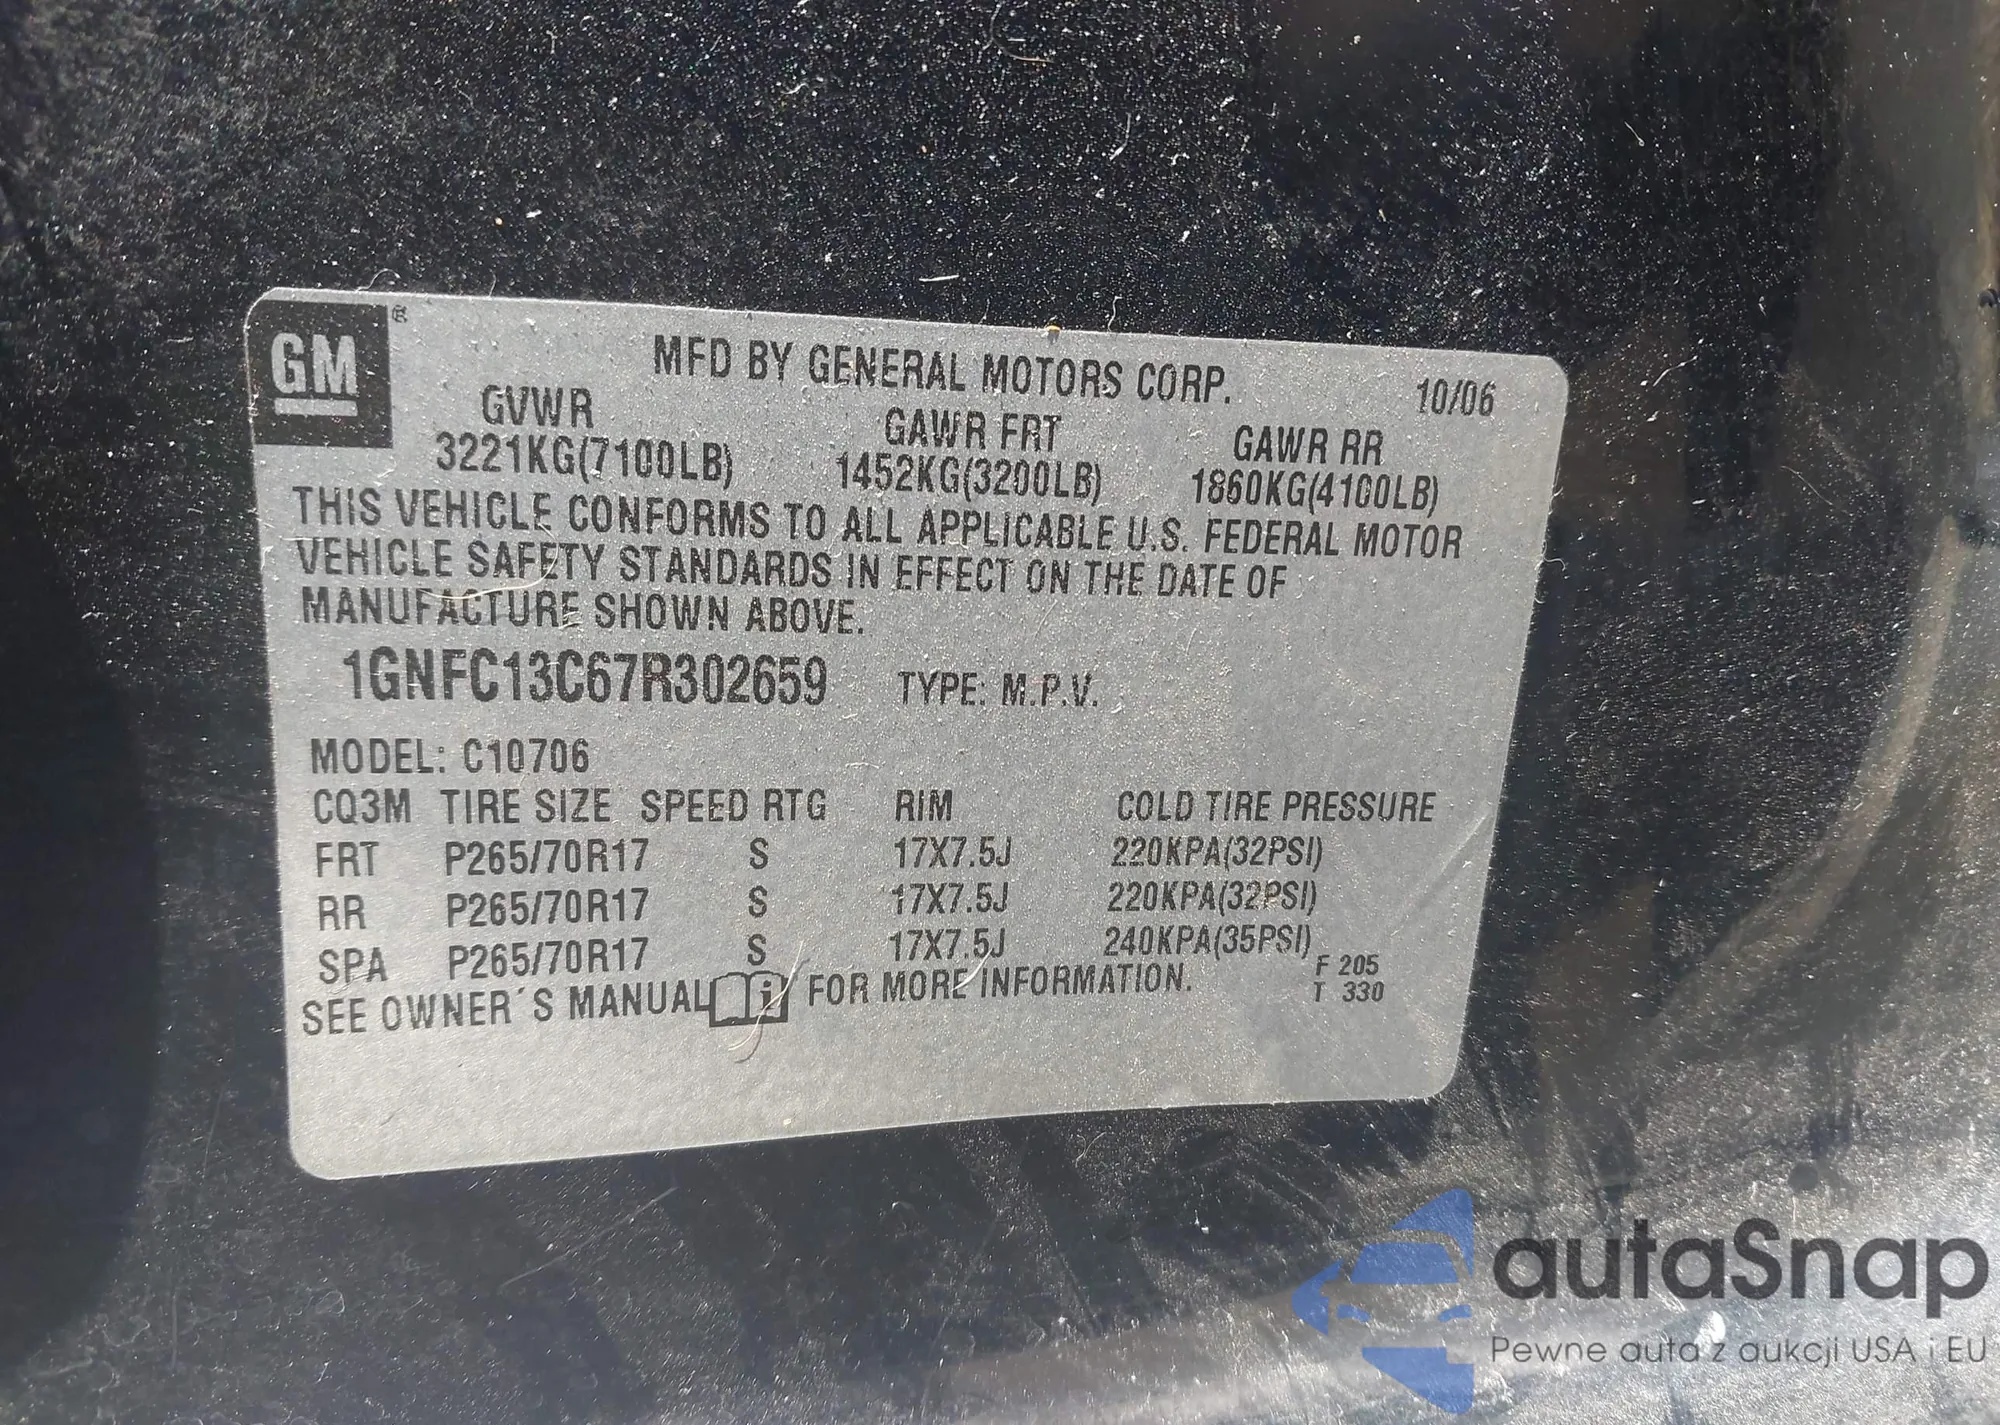 GM ®
MFD BY GENERAL MOTORS CORP. 10/06
GVWR GAWR FRT GAWR RR
3221KG(7100LB) 1452KG(3200LB) 1860KG(4100LB)
THIS VEHICLE CONFORMS TO ALL APPLICABLE U.S. FEDERAL MOTOR
VEHICLE SAFETY STANDARDS IN EFFECT ON THE DATE OF
MANUFACTURE SHOWN ABOVE.
1GNFC13C67R302659 TYPE: M.P.V.
MODEL: C10706
CQ3M TIRE SIZE SPEED RTG RIM COLD TIRE PRESSURE
FRT P265/70R17 S 17X7.5J 220KPA(32PSI)
RR P265/70R17 S 17X7.5J 220KPA(32PSI)
SPA P265/70R17 S 17X7.5J 240KPA(35PSI)
SEE OWNER´S MANUAL i FOR MORE INFORMATION.
F 205
T 330
autaSnap
Pewne auta z aukcji USA i EU